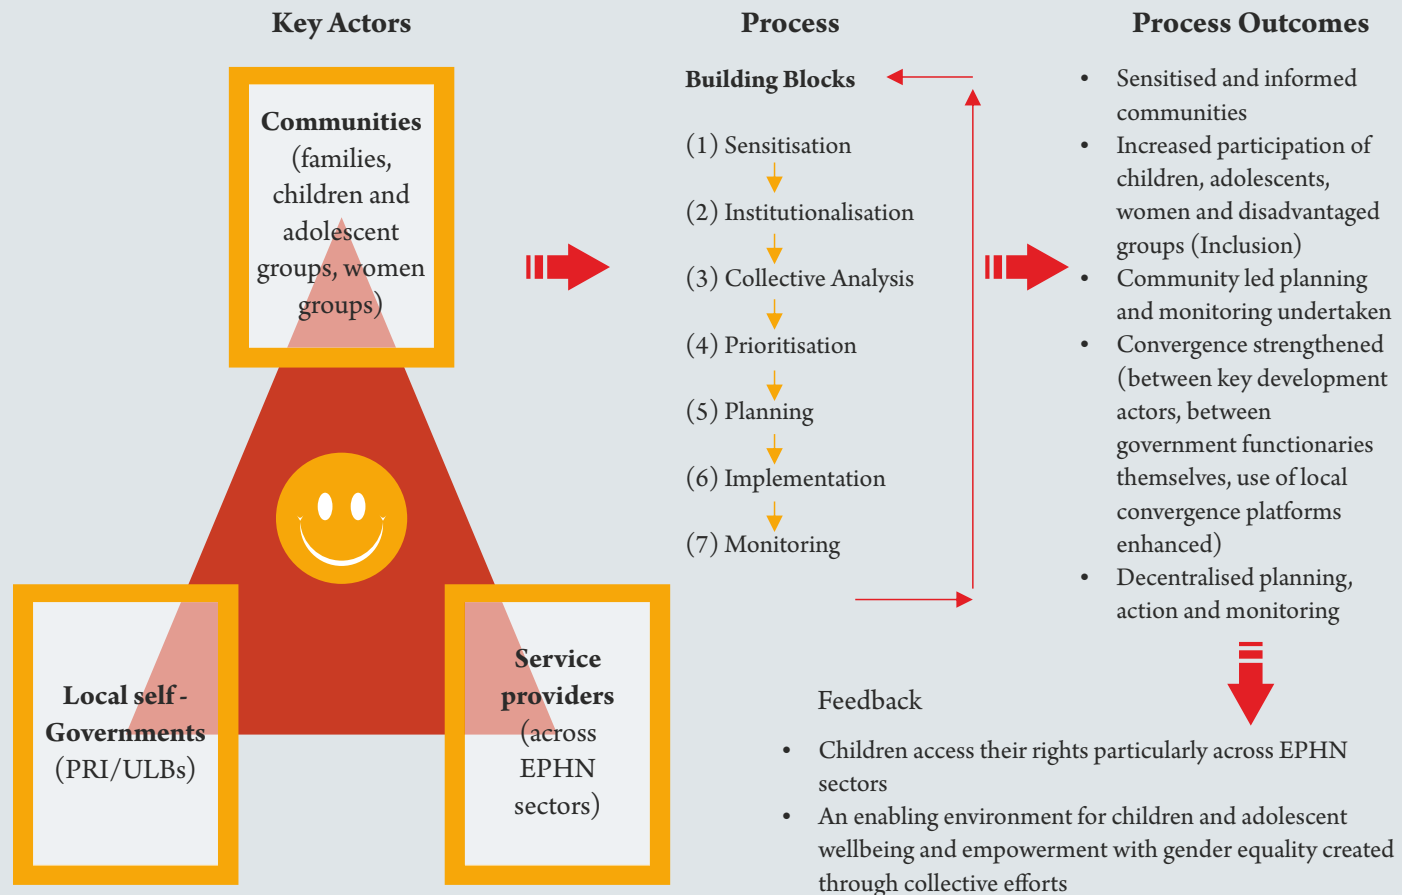 Key Actors
Communities
(families,
children and
adolescent
groups, women
groups)
Local self -
Governments
(PRI/ULBs)
Service
providers
(across
EPHN
sectors)
Process
Building Blocks
(1) Sensitisation
(2) Institutionalisation
(3) Collective Analysis
(4) Prioritisation
(5) Planning
(6) Implementation
(7) Monitoring
Process Outcomes
• Sensitised and informed
communities
• Increased participation of
children, adolescents,
women and disadvantaged
groups (Inclusion)
• Community led planning
and monitoring undertaken
• Convergence strengthened
(between key development
actors, between
government functionaries
themselves, use of local
convergence platforms
enhanced)
• Decentralised planning,
action and monitoring
Feedback
• Children access their rights particularly across EPHN
sectors
• An enabling environment for children and adolescent
wellbeing and empowerment with gender equality created
through collective efforts